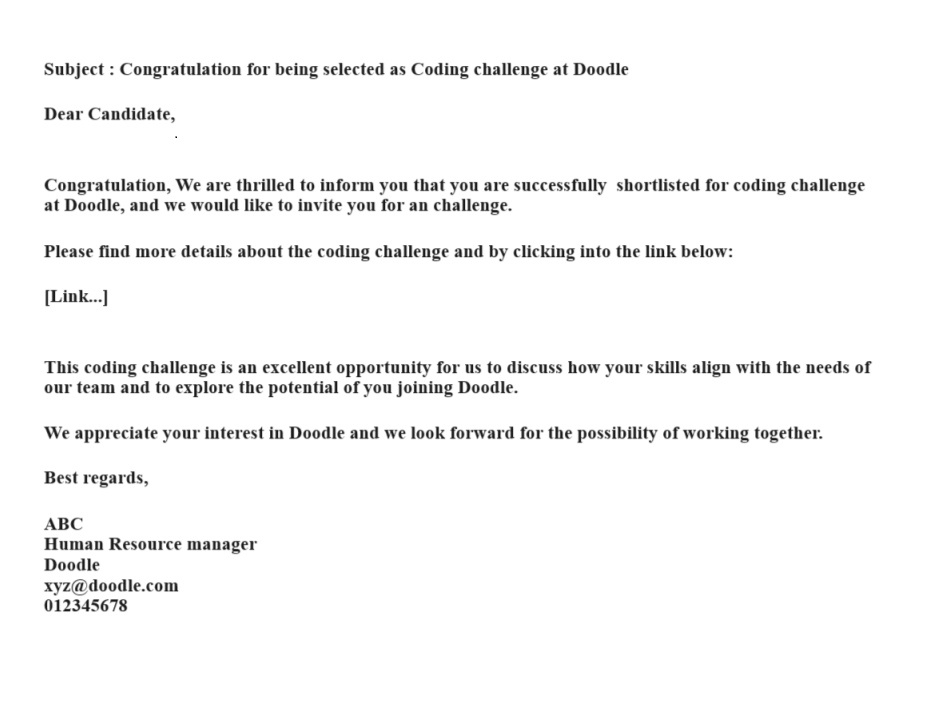 Subject : Congratulation for being selected as Coding challenge at Doodle
Dear Candidate,
.
Congratulation, We are thrilled to inform you that you are successfully  shortlisted for coding challenge
at Doodle, and we would like to invite you for an challenge.
Please find more details about the coding challenge and by clicking into the link below:
[Link...]
This coding challenge is an excellent opportunity for us to discuss how your skills align with the needs of
our team and to explore the potential of you joining Doodle.
We appreciate your interest in Doodle and we look forward for the possibility of working together.
Best regards,
ABC
Human Resource manager
Doodle
xyz@doodle.com
012345678